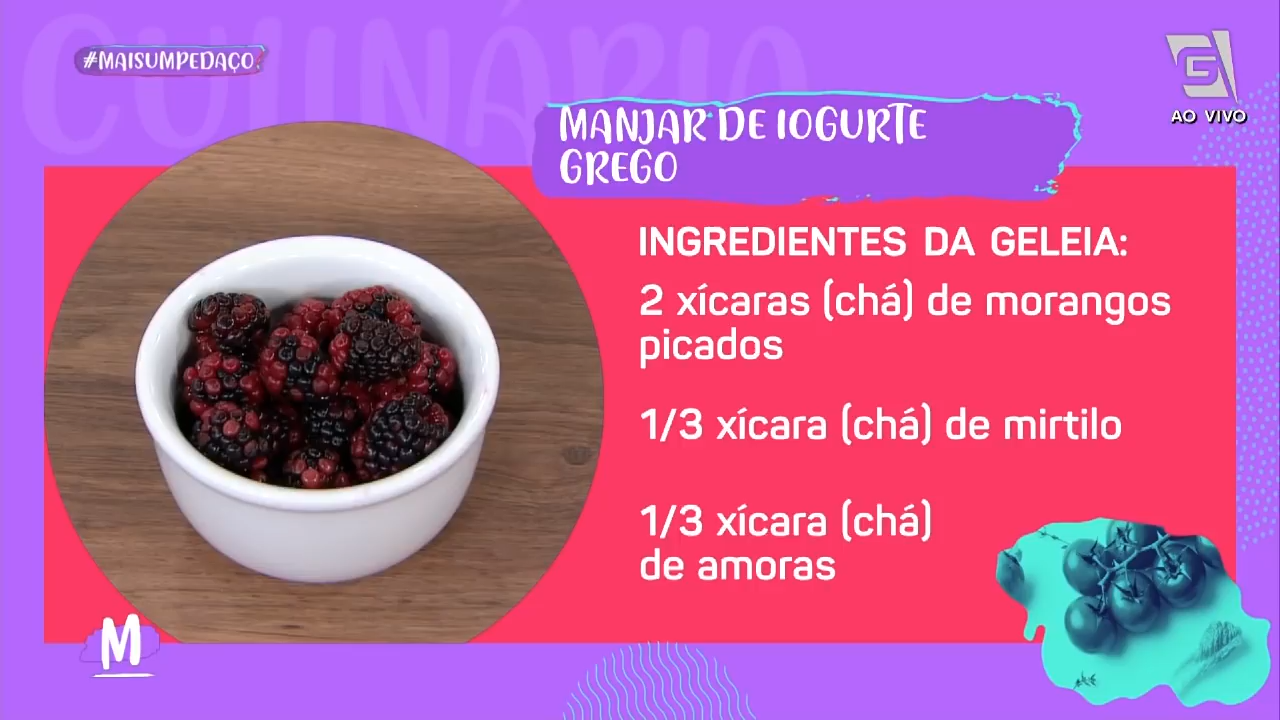 CULINÁRIA
#MAISUMPEDAÇO
G
AO VIVO
MANJAR DE IOGURTE
GREGO
INGREDIENTES DA GELEIA:
2 xícaras (chá) de morangos
picados
1/3 xícara (chá) de mirtilo
1/3 xícara (chá)
de amoras
M